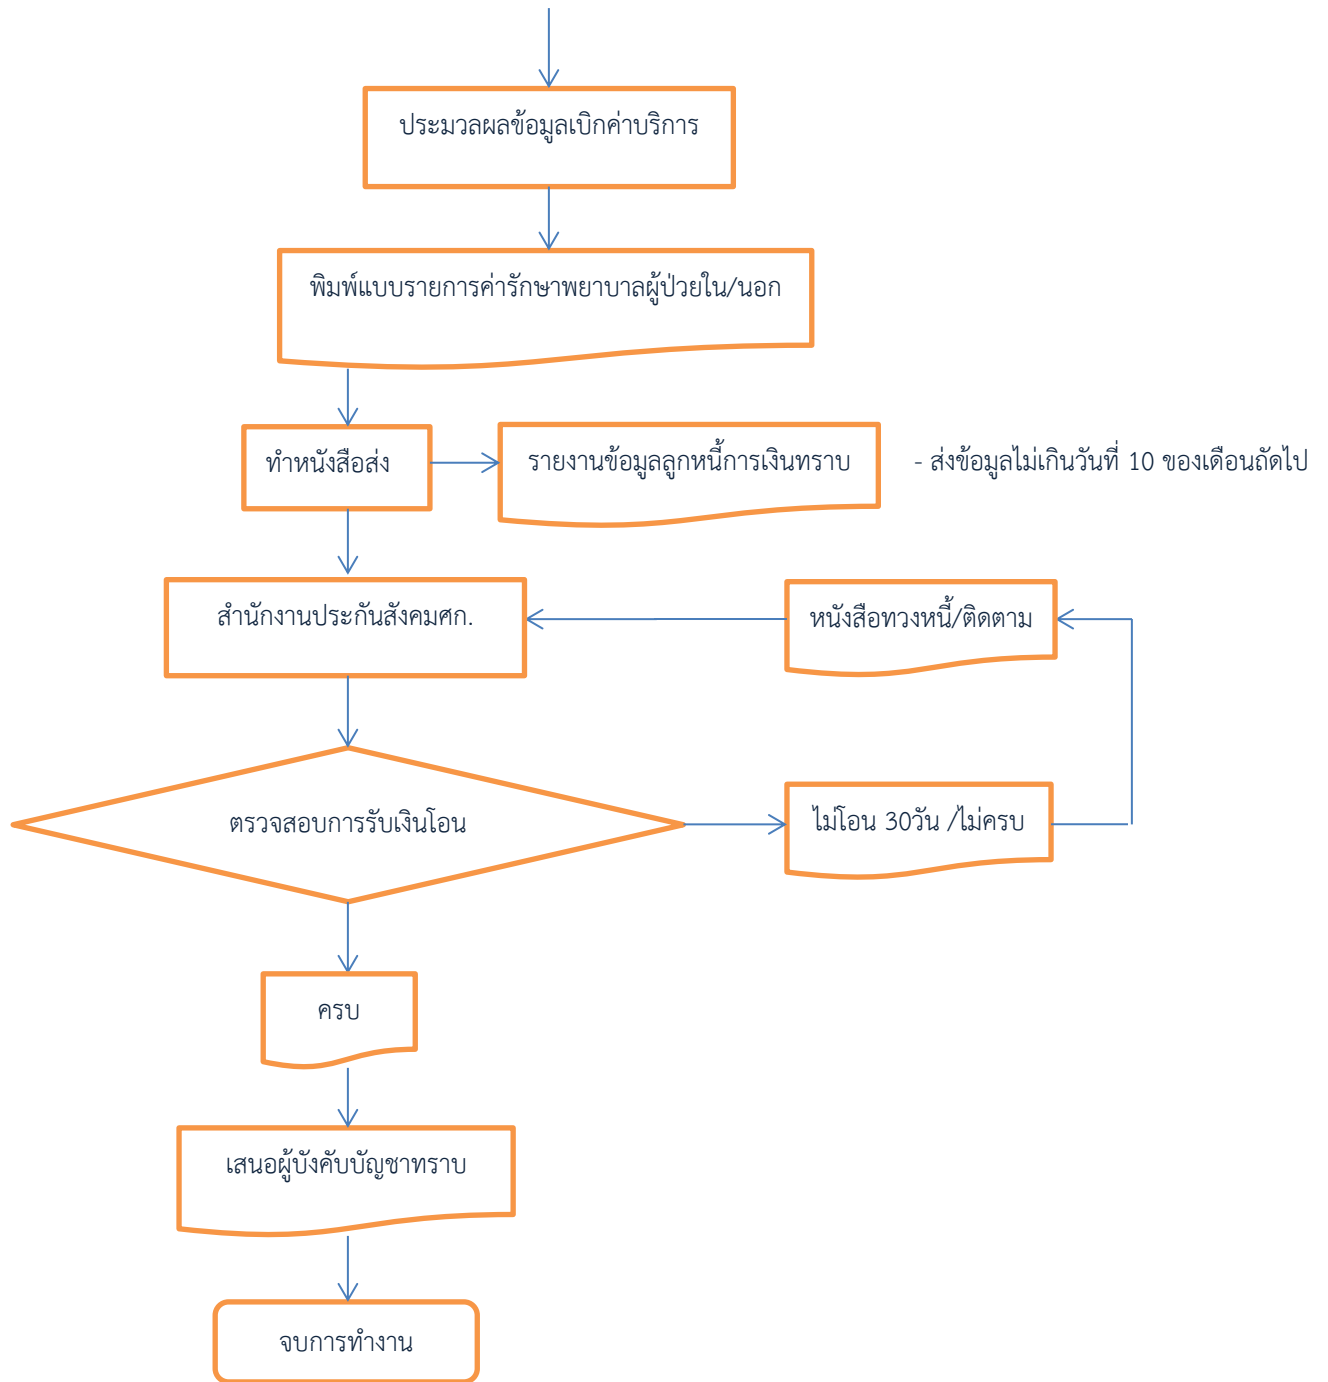 ประมวลผลข้อมูลเบิกค่าบริการ
พิมพ์แบบรายการค่ารักษาพยาบาลผู้ป่วยใน/นอก
ทำหนังสือส่ง
รายงานข้อมูลลูกหนี้การเงินทราบ
- ส่งข้อมูลไม่เกินวันที่ 10 ของเดือนถัดไป
สำนักงานประกันสังคมศก.
หนังสือทวงหนี้/ติดตาม
ตรวจสอบการรับเงินโอน
ไม่โอน 30วัน /ไม่ครบ
ครบ
เสนอผู้บังคับบัญชาทราบ
จบการทำงาน